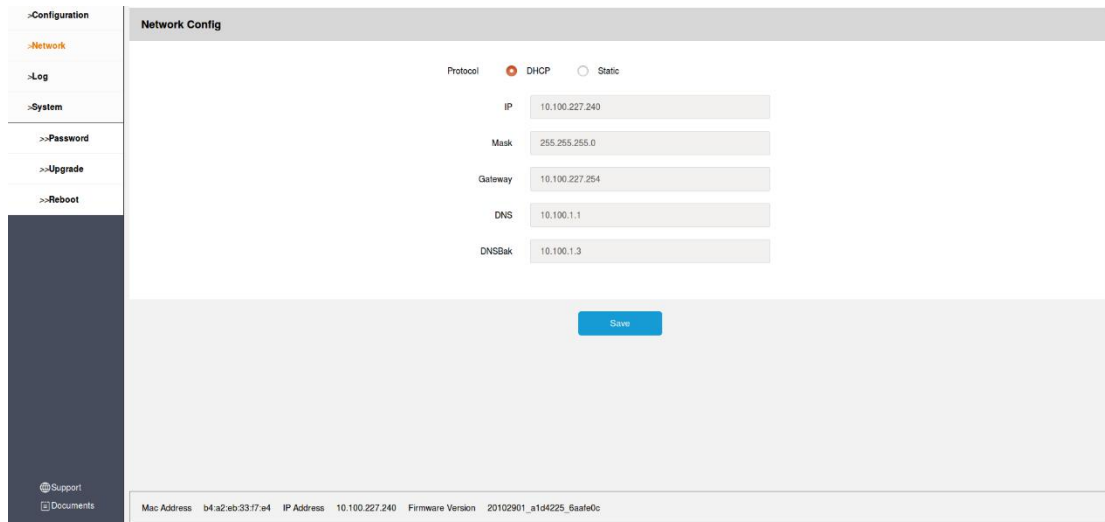 >Configuration
>Network
>Log
>System
>>Password
>>Upgrade
>>Reboot
Support
Documents
Network Config
Protocol DHCP Static
IP 10.100.227.240
Mask 255.255.255.0
Gateway 10.100.227.254
DNS 10.100.1.1
DNSBak 10.100.1.3
Save
Mac Address b4:a2:eb:33:f7:e4 IP Address 10.100.227.240 Firmware Version 20102901_a1d4225_6aafe0c